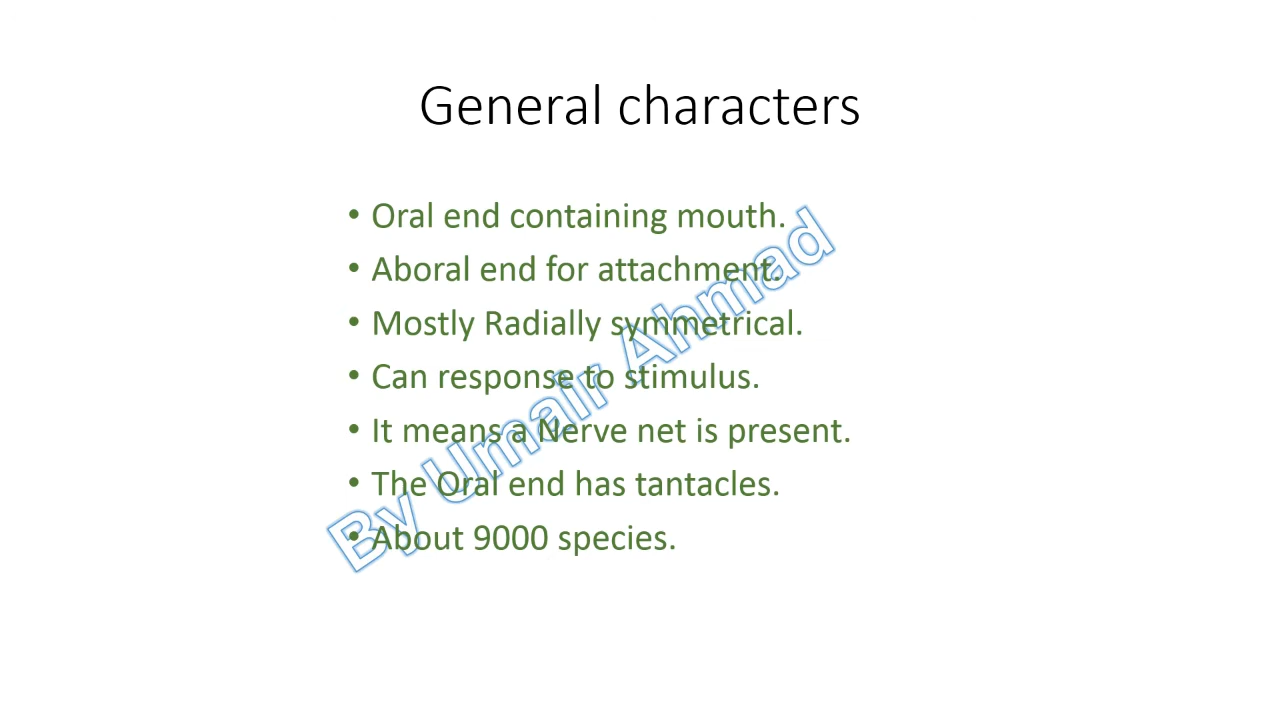 General characters
• Oral end containing mouth.
• Aboral end for attachment.
• Mostly Radially symmetrical.
• Can response to stimulus.
• It means a Nerve net is present.
• The Oral end has tantacles.
• About 9000 species.
By Umair Ahmad